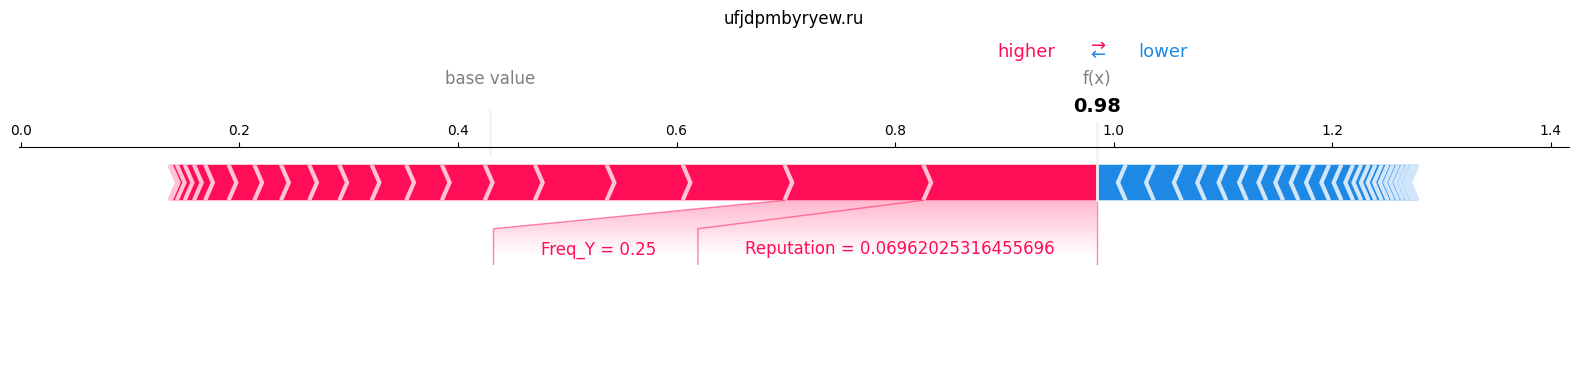 ufjdpmbyryew.ru
higher → ← lower
base value f(x)
0.98
0.0 0.2 0.4 0.6 0.8 1.0 1.2 1.4
Freq_Y = 0.25 Reputation = 0.06962025316455696